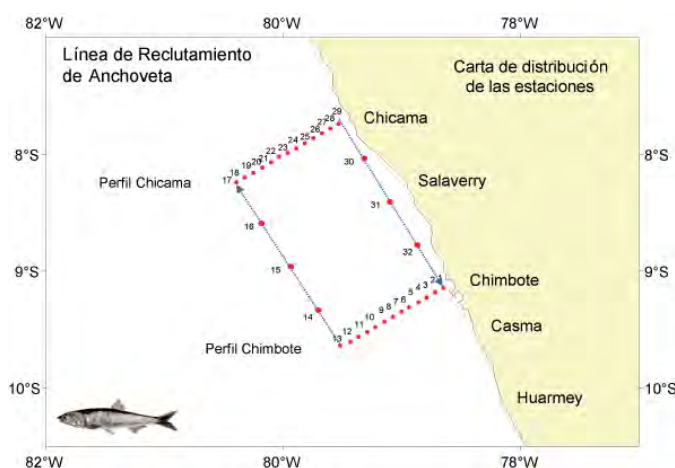 82°W
80°W
78°W
Línea de Reclutamiento
de Anchoveta
Carta de distribución
de las estaciones
29
28
27
26
25
24
23
22
21
20
19
18
17
Chicama
30
8°S
8°S
Perfil Chicama
Salaverry
31
16
32
15
9°S
9°S
Chimbote
2
1
3
4
5
6
7
8
9
10
11
12
13
14
Casma
Perfil Chimbote
10°S
10°S
Huarmey
82°W
80°W
78°W